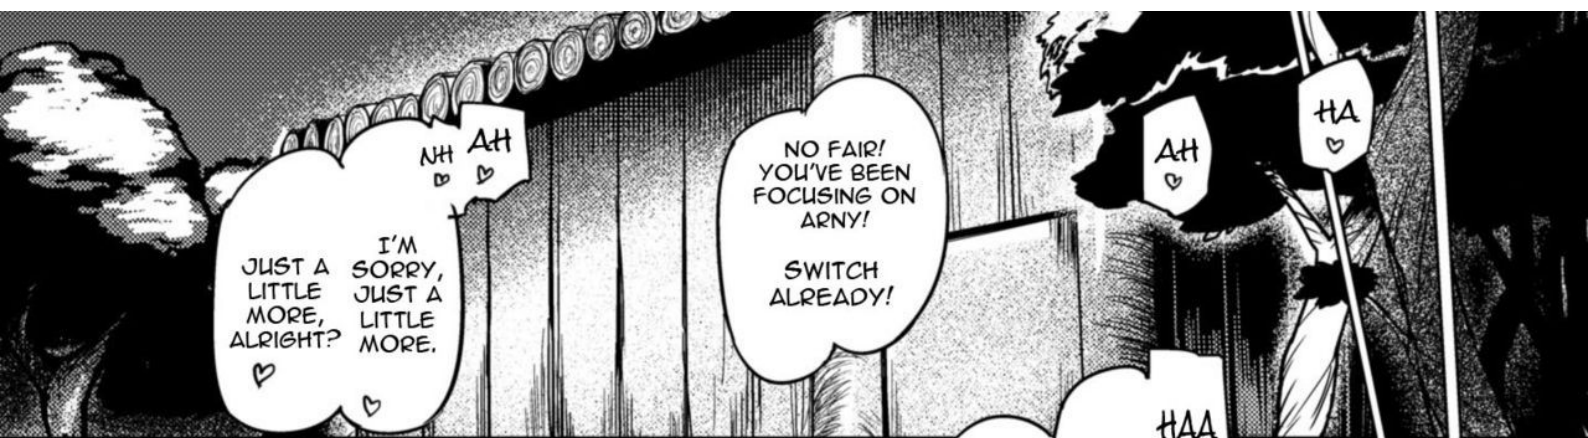 HA
♡
AH
♡
NO FAIR!
YOU'VE BEEN
FOCUSING ON
ARNY!
SWITCH
ALREADY!
AH
♡
NH
♡
I'M
SORRY,
JUST A
LITTLE
MORE.
♡
JUST A
LITTLE
MORE,
ALRIGHT?
♡
HAA